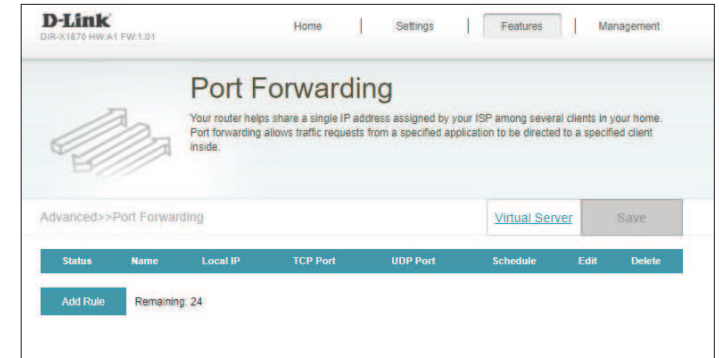 D-Link
DIR-X1870 HW:A1 FW:1.01
Home | Settings | Features | Management
Port Forwarding
Your router helps share a single IP address assigned by your ISP among several clients in your home.
Port forwarding allows traffic requests from a specified application to be directed to a specified client
inside.
Advanced>>Port Forwarding
Virtual Server
Save
Status Name Local IP TCP Port UDP Port Schedule Edit Delete
Add Rule Remaining: 24